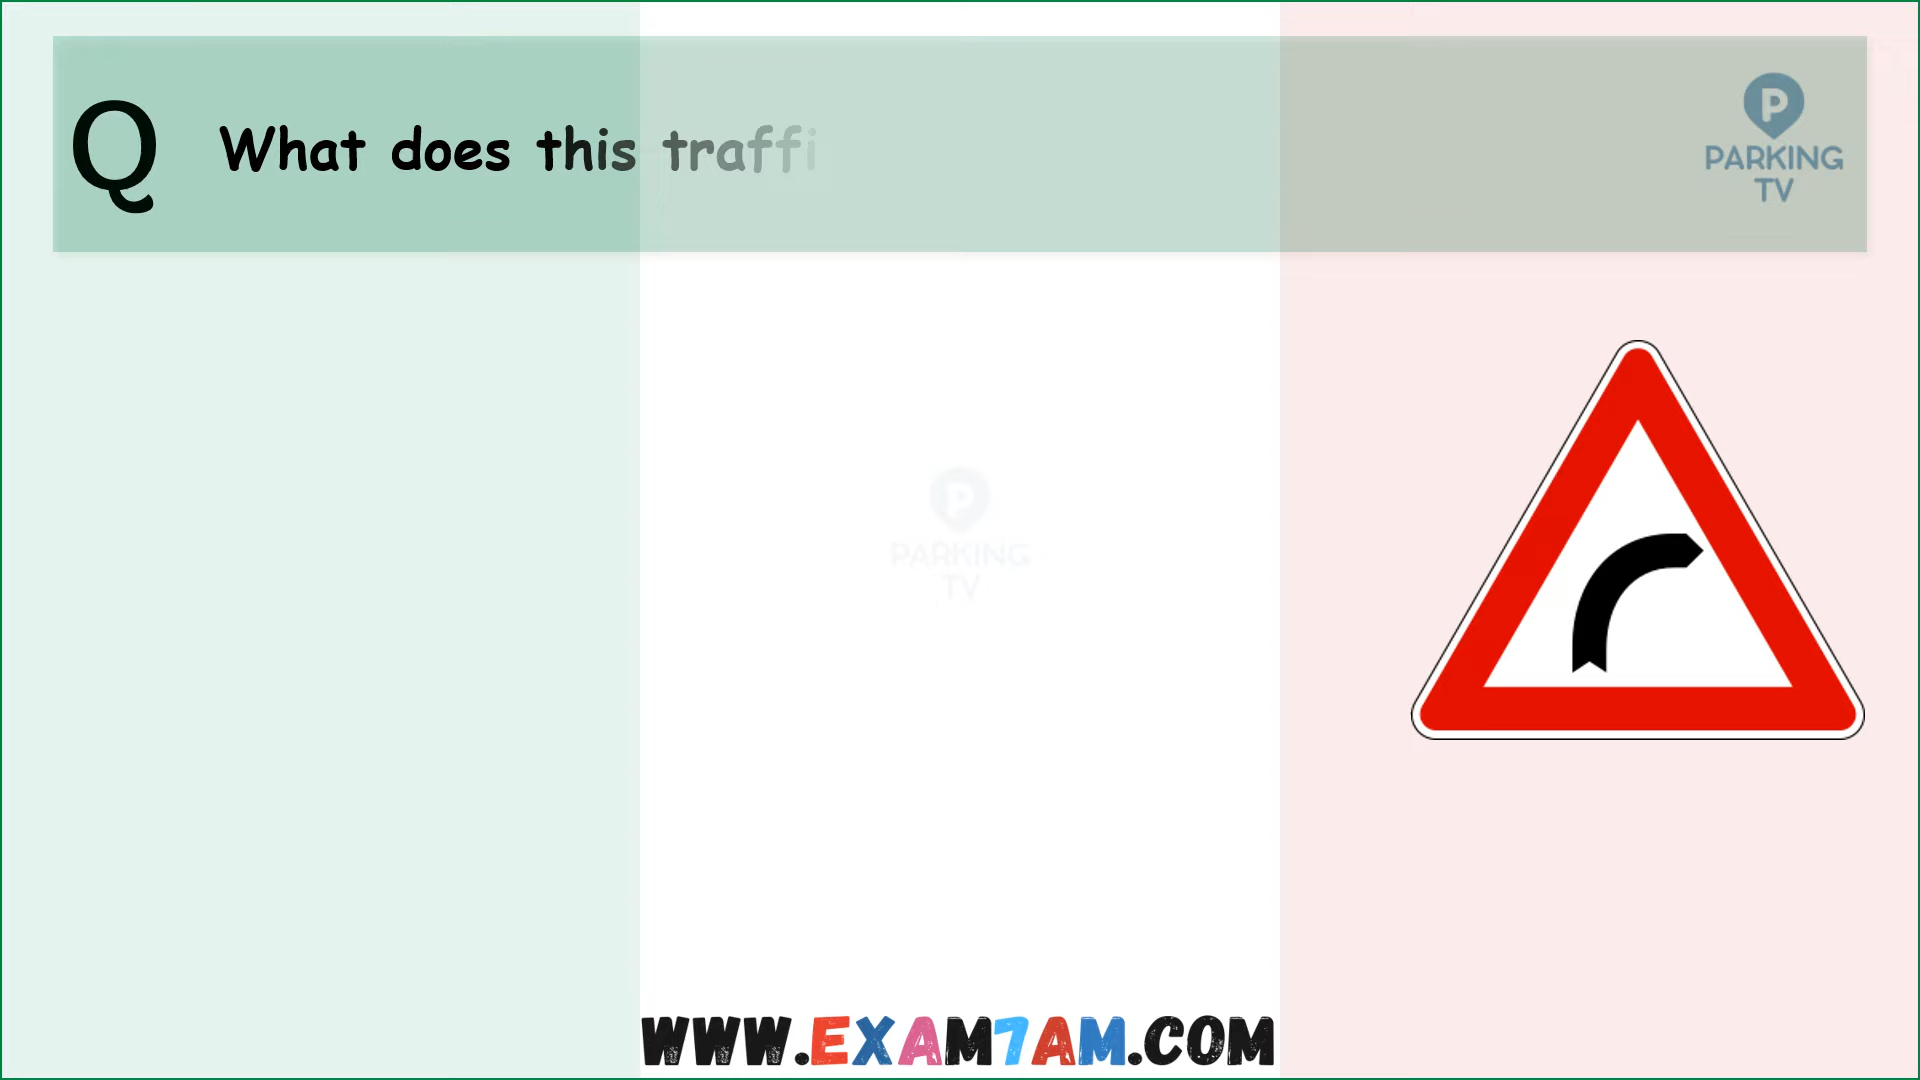 Q What does this traffi
P
PARKING
TV
P
PARKING
TV
WWW.EXAM7AM.COM